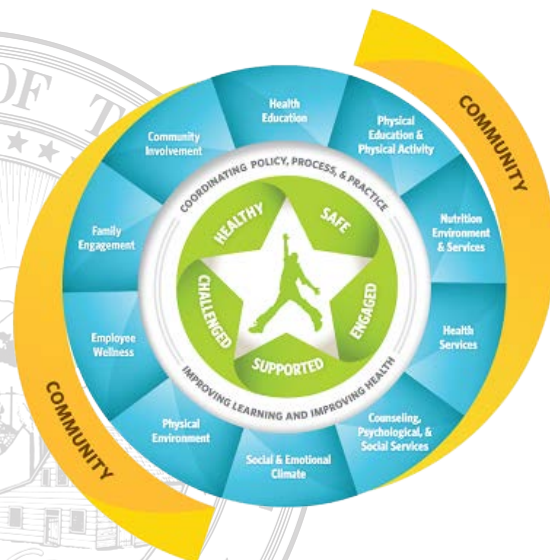 OF T
COMMUNITY
Health
Education
Physical
Education &
Physical Activity
Nutrition
Environment
& Services
Health
Services
Counseling,
Psychological, &
Social Services
Social & Emotional
Climate
Physical
Environment
Employee
Wellness
Family
Engagement
Community
Involvement
COORDINATING POLICY, PROCESS, & PRACTICE
IMPROVING LEARNING AND IMPROVING HEALTH
HEALTHY
SAFE
ENGAGED
SUPPORTED
CHALLENGED
COMMUNITY